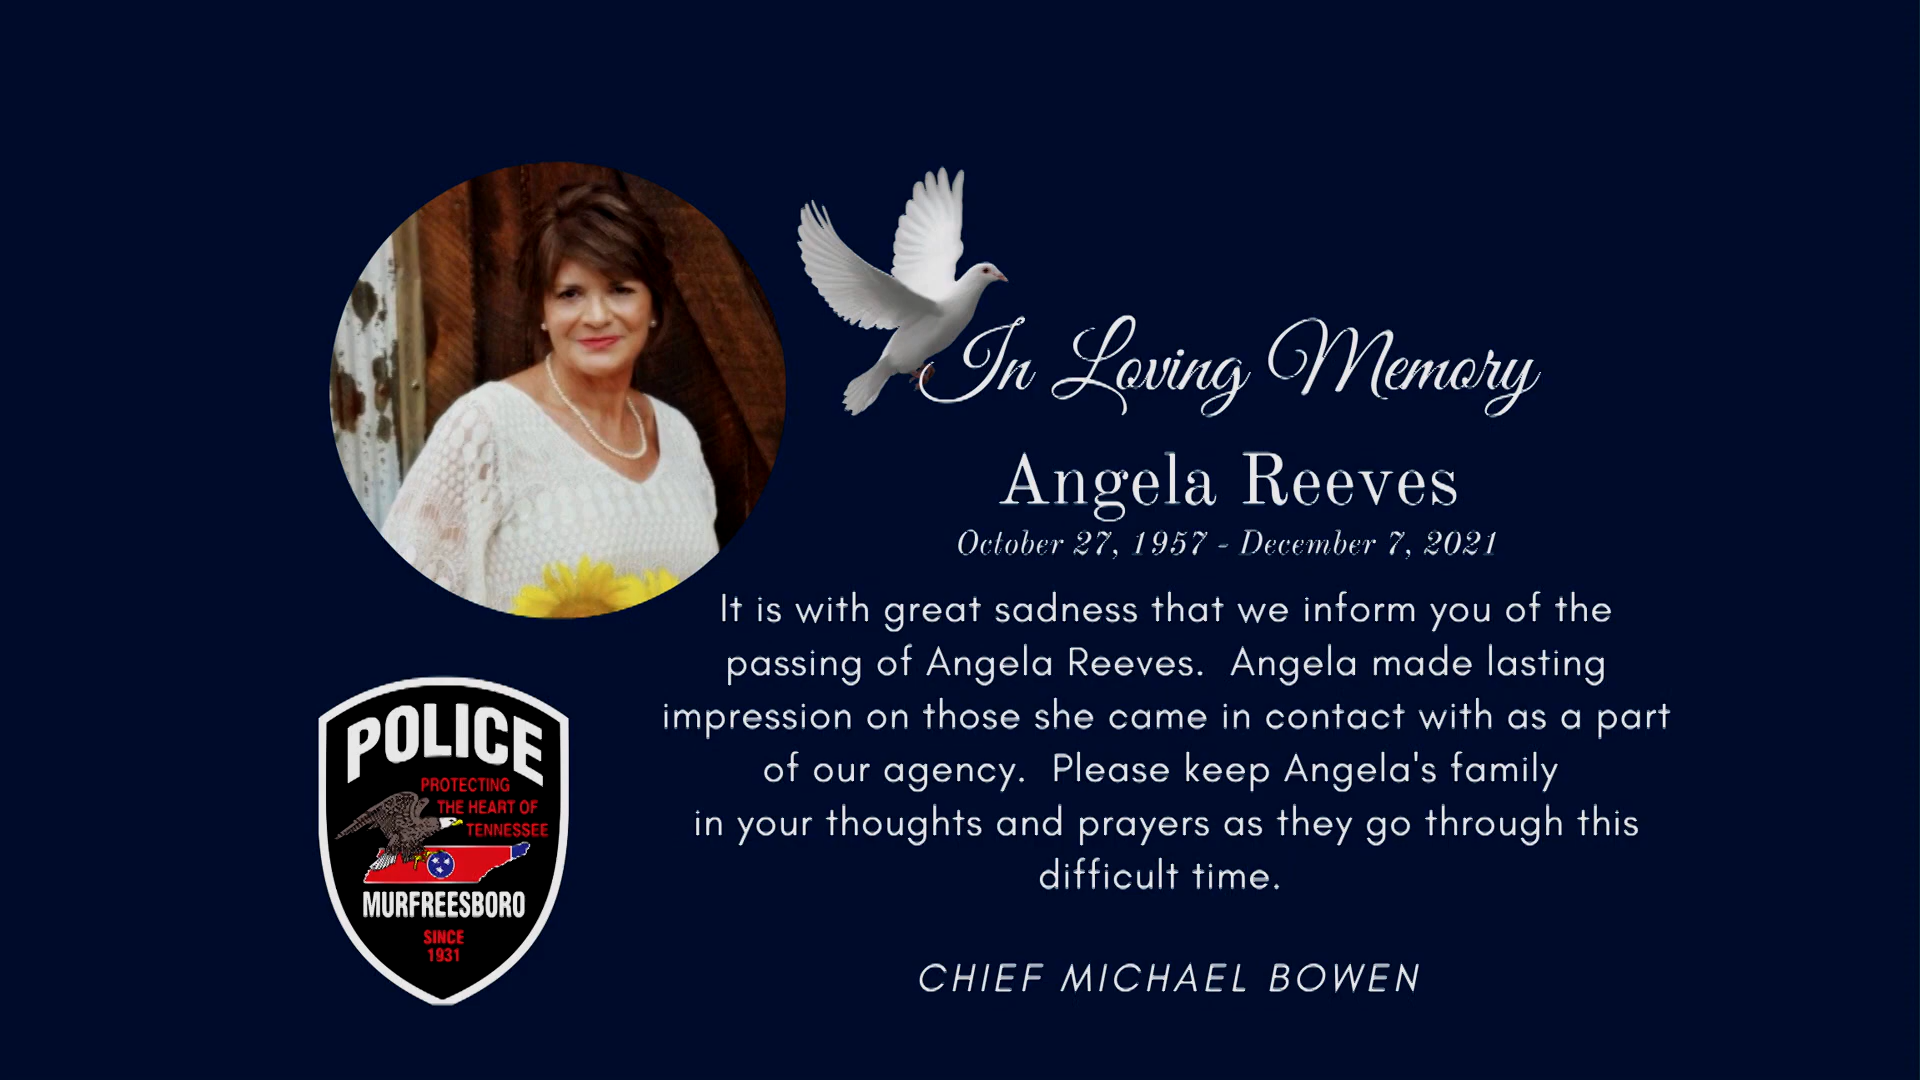 In Loving Memory
Angela Reeves
October 27, 1957 - December 7, 2021
It is with great sadness that we inform you of the
passing of Angela Reeves.  Angela made lasting
impression on those she came in contact with as a part
of our agency.  Please keep Angela's family
in your thoughts and prayers as they go through this
difficult time.
CHIEF MICHAEL BOWEN
POLICE
PROTECTING
THE HEART OF
TENNESSEE
MURFREESBORO
SINCE
1931